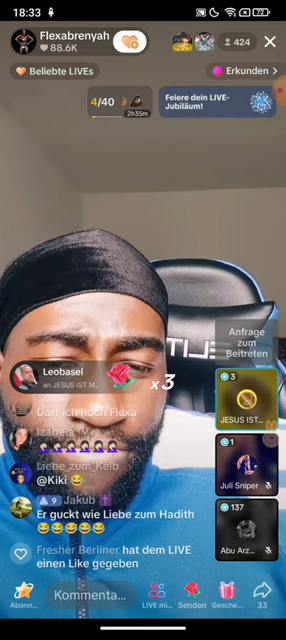 18:33
72
Flexabrenyah
88.6K
424
Beliebte LIVEs
Erkunden >
4/40
2h35m
Feiere dein LIVE-
Jubiläum!
Anfrage
zum
Beitreten
Leobasel
an JESUS IST M...
x3
3
JESUS IST...
Darf ich hoch Flexa
Izabela
🤦🏻‍♀️🤦🏻‍♀️🤦🏻‍♀️🤦🏻‍♀️🤦🏻‍♀️🤦🏻‍♀️
Liebe_zum_Kelb
@Kiki 😂
1
Juli Sniper
9 Jakub ✝️
Er guckt wie Liebe zum Hadith
😂😂😂😂😂
137
Abu Arz...
Fresher Berliner hat dem LIVE
einen Like gegeben
Abonn...
Kommenta...
LIVE mi...
Senden
Gesche...
33